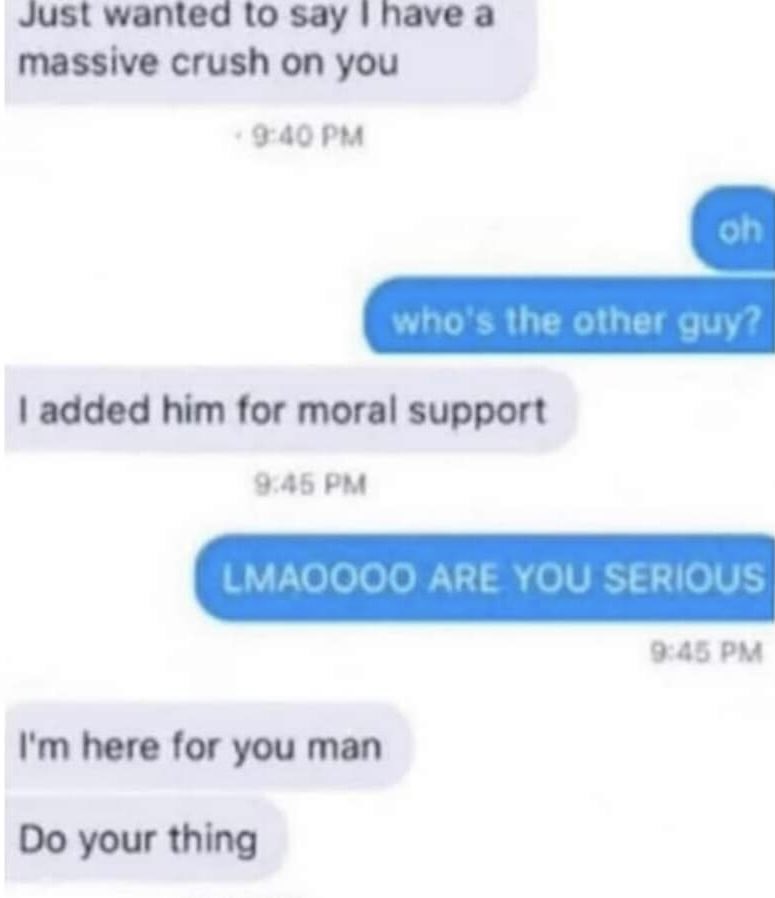 Just wanted to say I have a
massive crush on you
· 9:40 PM
oh
who's the other guy?
I added him for moral support
9:45 PM
LMAOOOO ARE YOU SERIOUS
9:45 PM
I'm here for you man
Do your thing